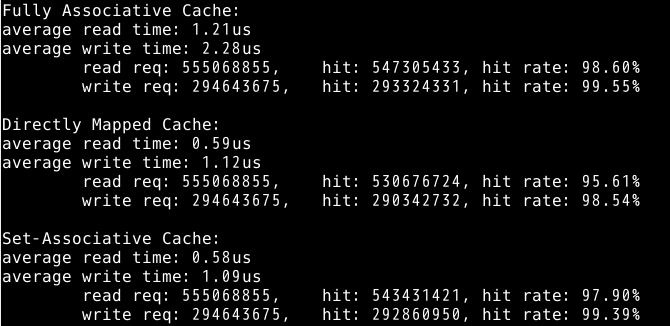 Fully Associative Cache:
average read time: 1.21us
average write time: 2.28us
read req: 555068855, hit: 547305433, hit rate: 98.60%
write req: 294643675, hit: 293324331, hit rate: 99.55%
Directly Mapped Cache:
average read time: 0.59us
average write time: 1.12us
read req: 555068855, hit: 530676724, hit rate: 95.61%
write req: 294643675, hit: 290342732, hit rate: 98.54%
Set-Associative Cache:
average read time: 0.58us
average write time: 1.09us
read req: 555068855, hit: 543431421, hit rate: 97.90%
write req: 294643675, hit: 292860950, hit rate: 99.39%